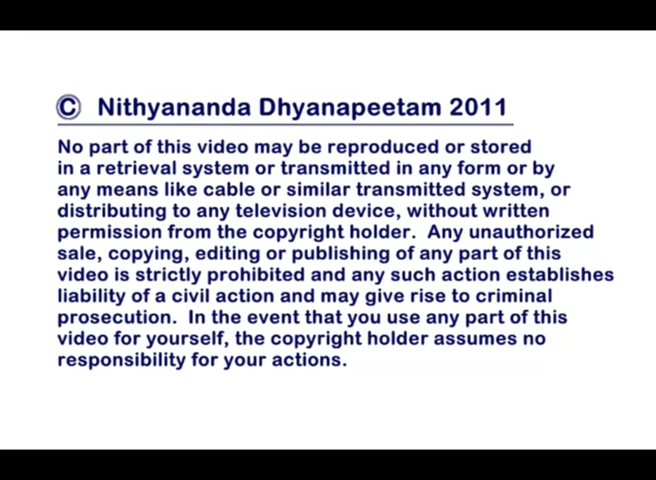 © Nithyananda Dhyanapeetam 2011
No part of this video may be reproduced or stored
in a retrieval system or transmitted in any form or by
any means like cable or similar transmitted system, or
distributing to any television device, without written
permission from the copyright holder. Any unauthorized
sale, copying, editing or publishing of any part of this
video is strictly prohibited and any such action establishes
liability of a civil action and may give rise to criminal
prosecution. In the event that you use any part of this
video for yourself, the copyright holder assumes no
responsibility for your actions.